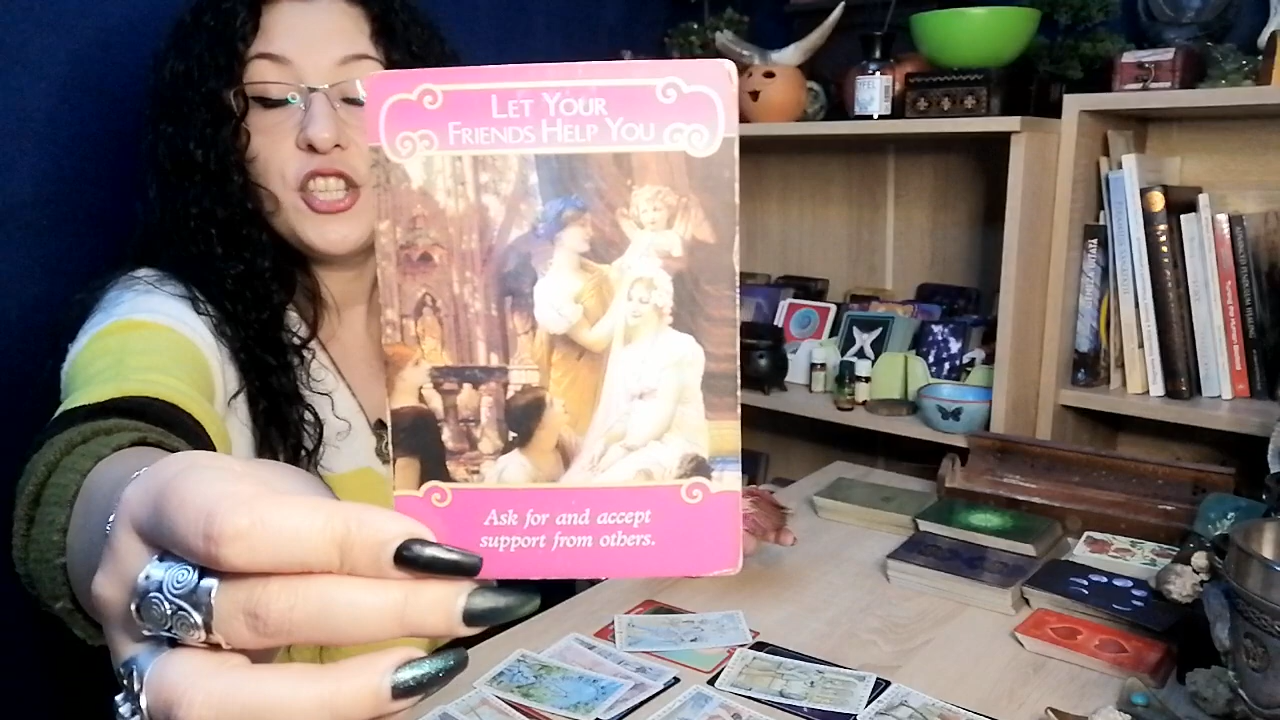 LET YOUR
FRIENDS HELP YOU
Ask for and accept
support from others.